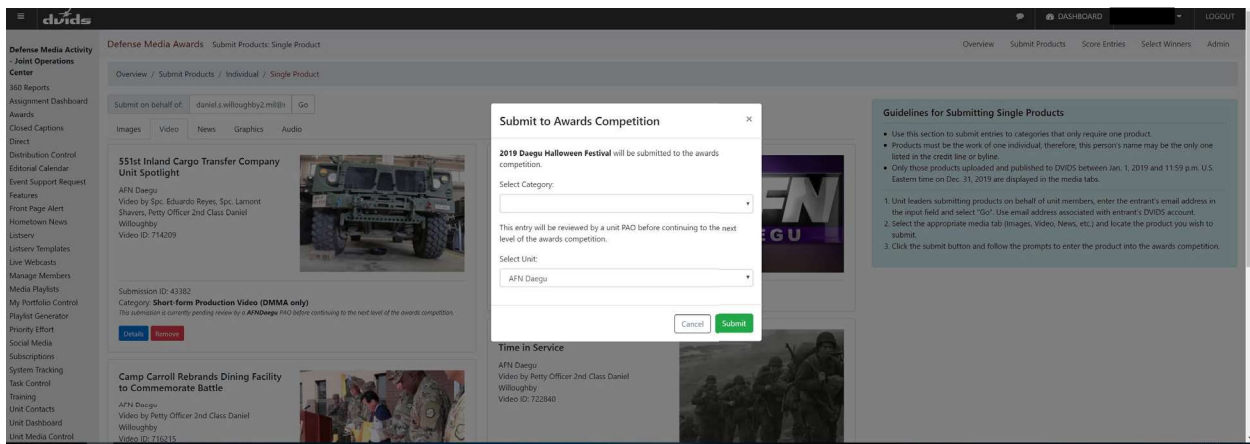 dvids
DASHBOARD
LOGOUT
Defense Media Activity
- Joint Operations
Center
360 Reports
Assignment Dashboard
Awards
Closed Captions
Direct
Distribution Control
Editorial Calendar
Event Support Request
Features
Front Page Alert
Hometown News
Listserv
Listserv Templates
Live Webcasts
Manage Members
Media Playlists
My Portfolio Control
Playlist Generator
Priority Effort
Social Media
Subscriptions
System Tracking
Task Control
Training
Unit Contacts
Unit Dashboard
Unit Media Control
Defense Media Awards Submit Products: Single Product
Overview Submit Products Score Entries Select Winners Admin
Overview / Submit Products / Individual / Single Product
Submit on behalf of: daniel.s.willoughby2.mil@ Go
Images Video News Graphics Audio
551st Inland Cargo Transfer Company
Unit Spotlight
AFN Daegu
Video by Spc. Eduardo Reyes, Spc. Lamont
Shavers, Petty Officer 2nd Class Daniel
Willoughby
Video ID: 714209
Submission ID: 43382
Category: Short-form Production Video (DMMA only)
This submission is currently pending review by a AFNDaegu PAO before continuing to the next level of the awards competition.
Details Remove
Camp Carroll Rebrands Dining Facility
to Commemorate Battle
AFN Daegu
Video by Petty Officer 2nd Class Daniel
Willoughby
Video ID: 716215
Submit to Awards Competition ×
2019 Daegu Halloween Festival will be submitted to the awards
competition.
Select Category:
This entry will be reviewed by a unit PAO before continuing to the next
level of the awards competition.
Select Unit:
AFN Daegu
Cancel Submit
FN
EGU
Time in Service
AFN Daegu
Video by Petty Officer 2nd Class Daniel
Willoughby
Video ID: 722840
Guidelines for Submitting Single Products
• Use this section to submit entries to categories that only require one product.
• Products must be the work of one individual, therefore, this person's name may be the only one
listed in the credit line or byline.
• Only those products uploaded and published to DVIDS between Jan. 1, 2019 and 11:59 p.m. U.S.
Eastern time on Dec. 31, 2019 are displayed in the media tabs.
1. Unit leaders submitting products on behalf of unit members, enter the entrant's email address in
the input field and select "Go". Use email address associated with entrant's DVIDS account.
2. Select the appropriate media tab (Images, Video, News, etc.) and locate the product you wish to
submit.
3. Click the submit button and follow the prompts to enter the product into the awards competition.